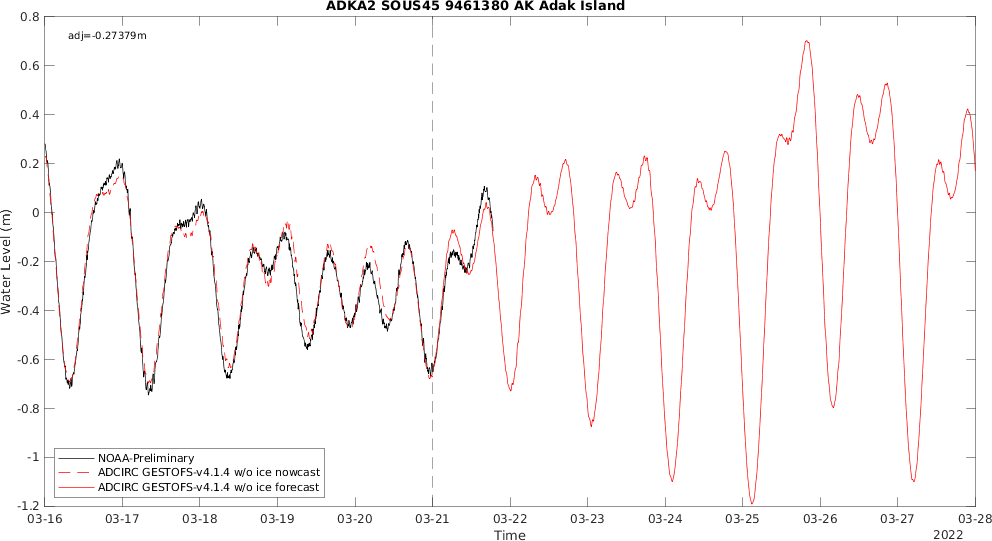 ADKA2 SOUS45 9461380 AK Adak Island
adj=-0.27379m
0.8
0.6
0.4
0.2
0
-0.2
-0.4
-0.6
-0.8
-1
-1.2
Water Level (m)
NOAA-Preliminary
ADCIRC GESTOFS-v4.1.4 w/o ice nowcast
ADCIRC GESTOFS-v4.1.4 w/o ice forecast
03-16 03-17 03-18 03-19 03-20 03-21 03-22 03-23 03-24 03-25 03-26 03-27 03-28
Time
2022